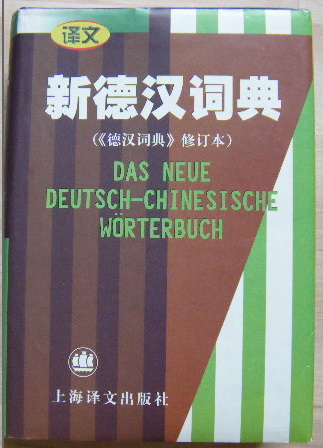 译文
新德汉词典
(《德汉词典》修订本)
DAS NEUE
DEUTSCH-CHINESISCHE
WÖRTERBUCH
上海译文出版社